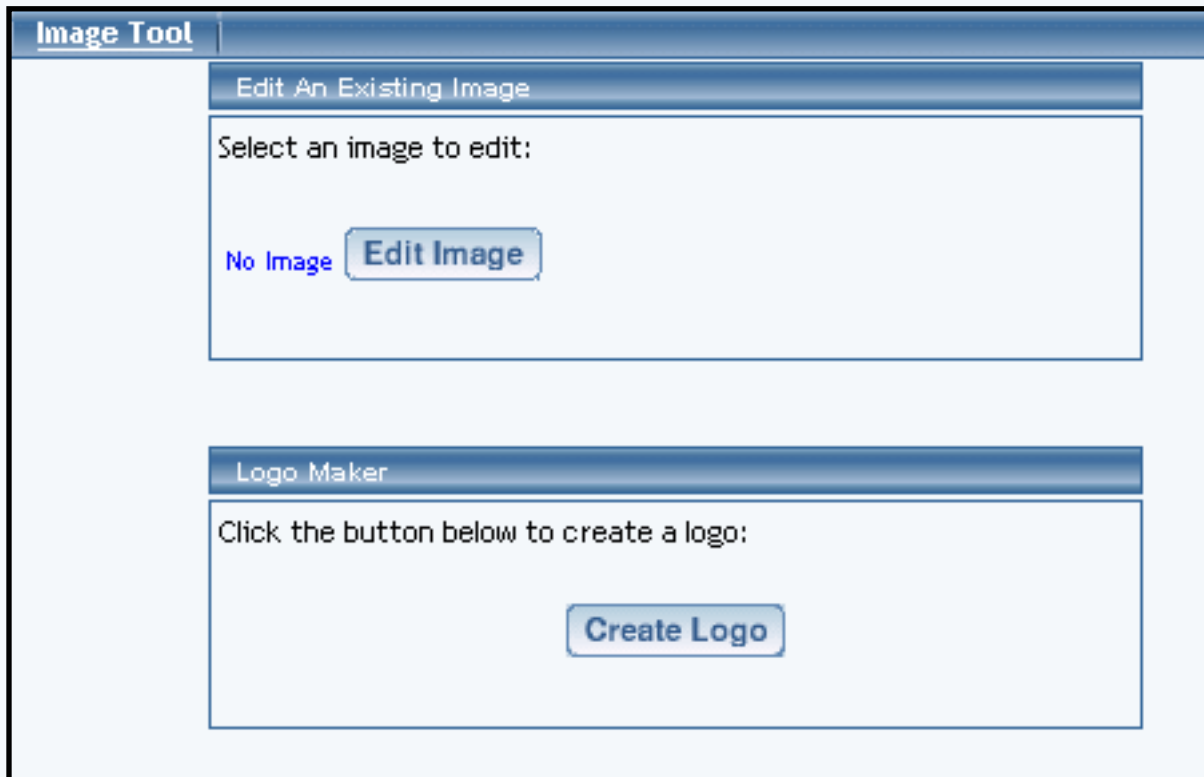 Image Tool
Edit An Existing Image
Select an image to edit:
No Image Edit Image
Logo Maker
Click the button below to create a logo:
Create Logo